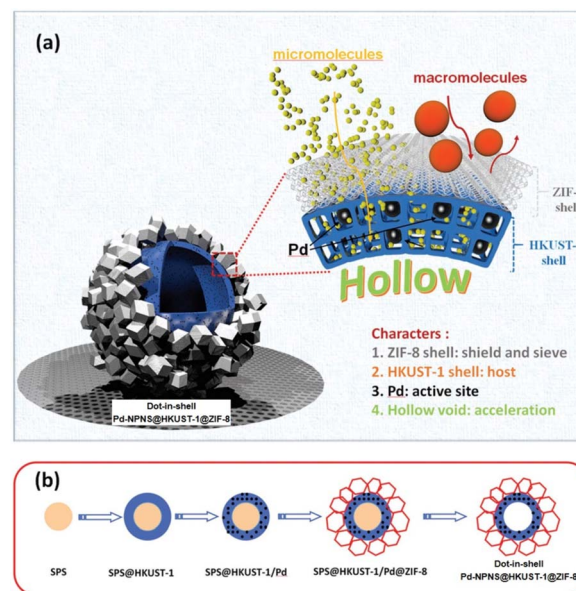 (a)
micromolecules
macromolecules
ZIF-
shel
Pd
HKUST-
shell
Hollow
Characters :
1. ZIF-8 shell: shield and sieve
2. HKUST-1 shell: host
3. Pd: active site
4. Hollow void: acceleration
Dot-in-shell
Pd-NPNS@HKUST-1@ZIF-8
(b)
SPS
SPS@HKUST-1
SPS@HKUST-1/Pd
SPS@HKUST-1/Pd@ZIF-8
Dot-in-shell
Pd-NPNS@HKUST-1@ZIF-8